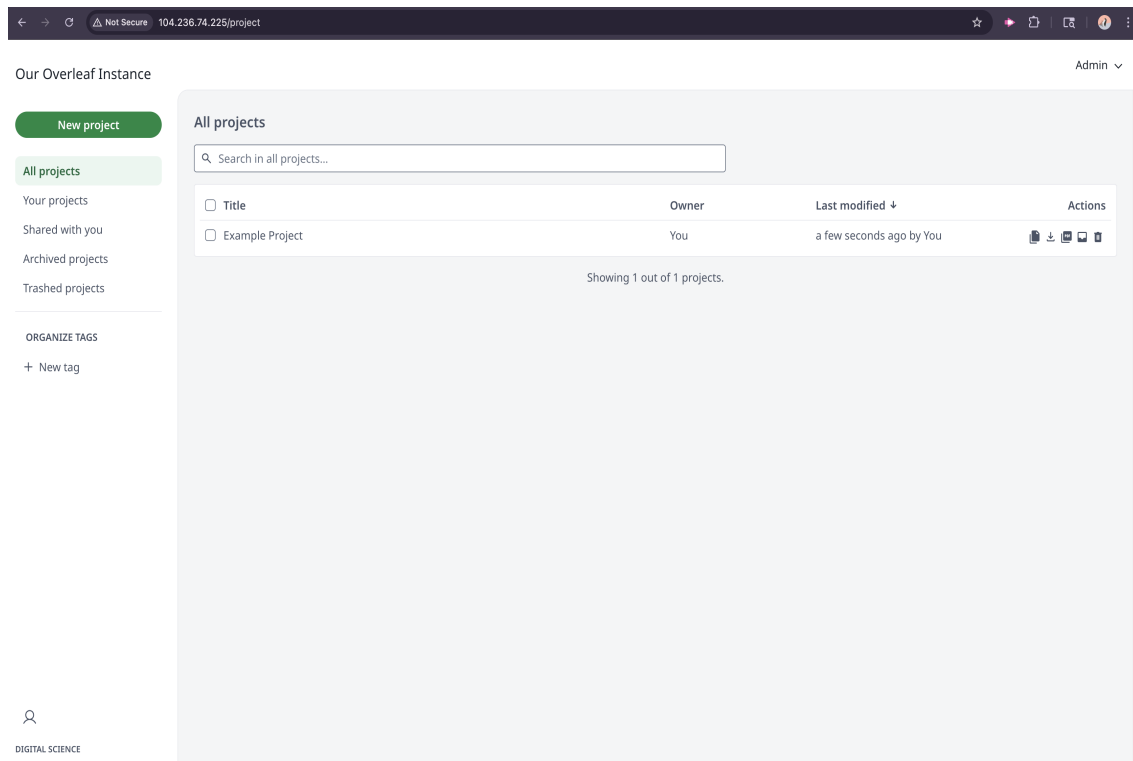 Not Secure 104.236.74.225/project
Our Overleaf Instance
Admin
New project
All projects
Your projects
Shared with you
Archived projects
Trashed projects
ORGANIZE TAGS
+ New tag
DIGITAL SCIENCE
All projects
Search in all projects...
Title Owner Last modified Actions
Example Project You a few seconds ago by You
Showing 1 out of 1 projects.